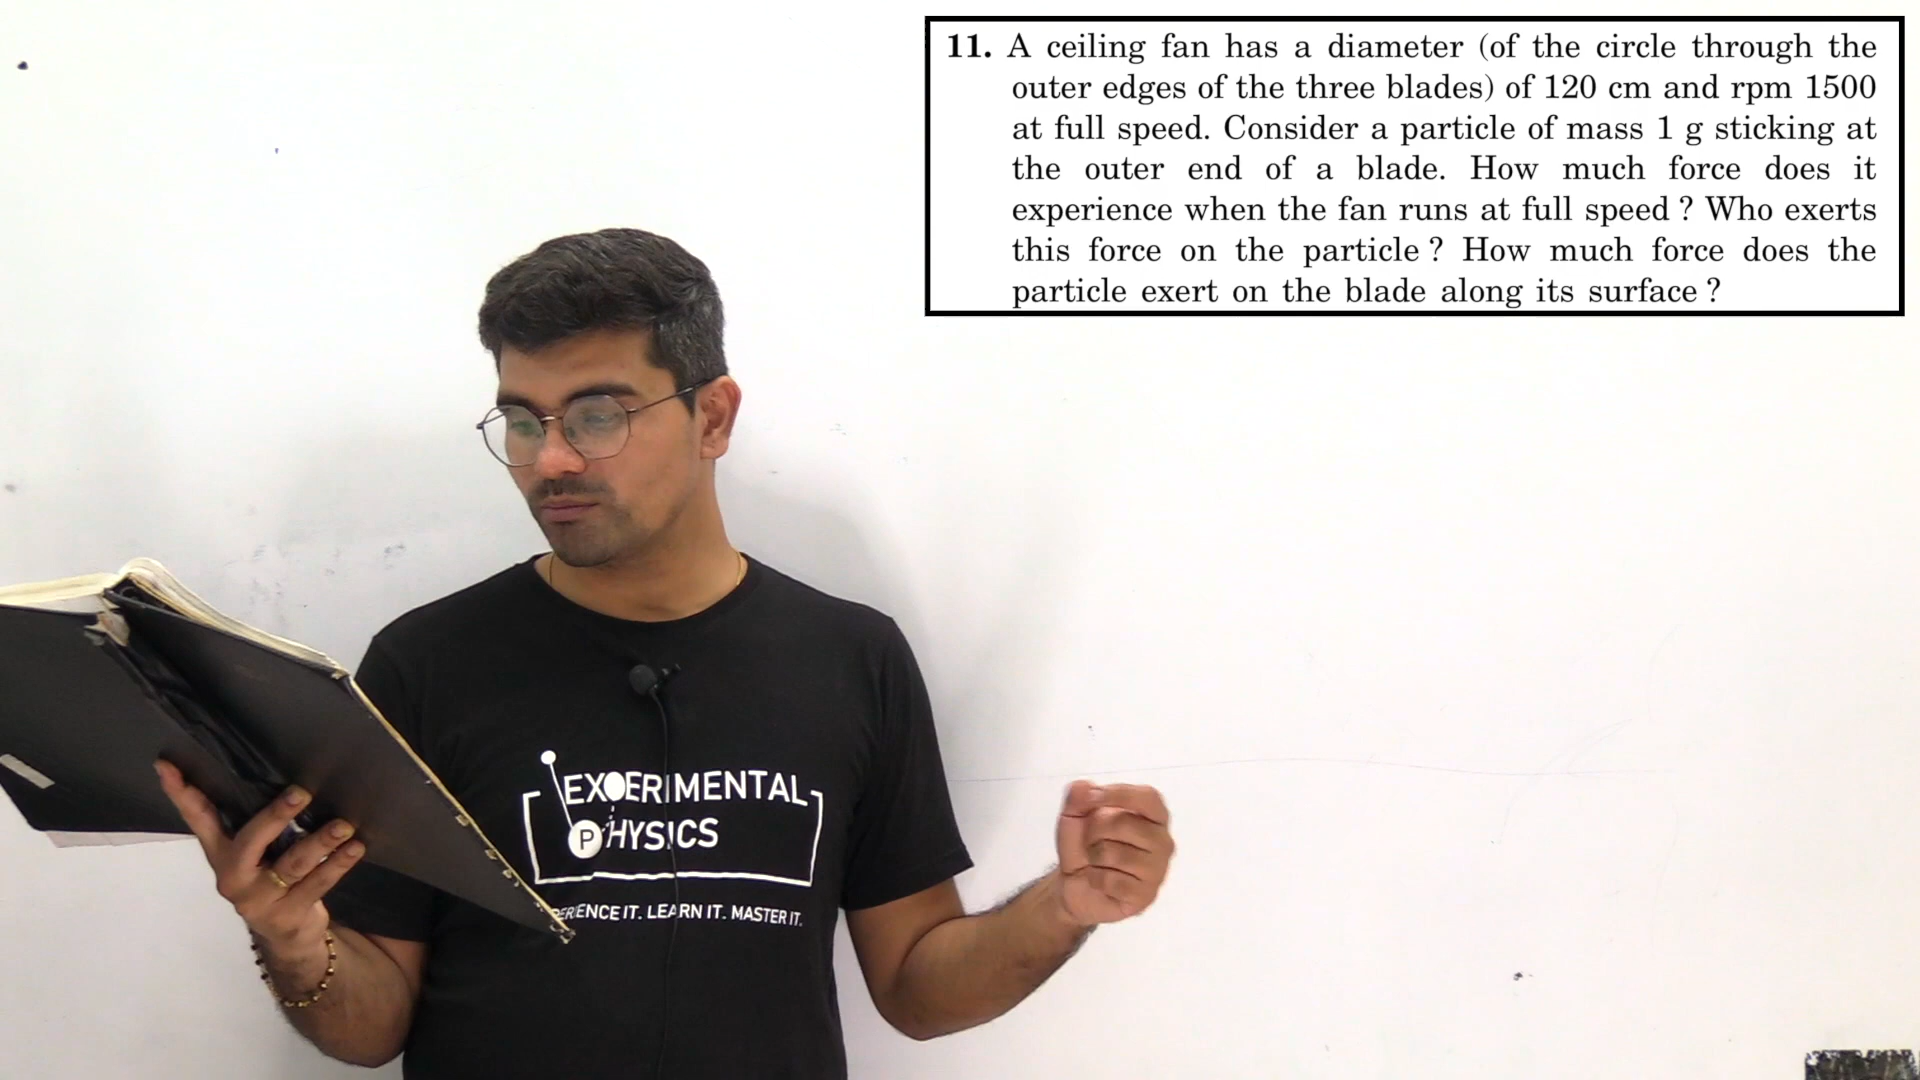 11. A ceiling fan has a diameter (of the circle through the
outer edges of the three blades) of 120 cm and rpm 1500
at full speed. Consider a particle of mass 1 g sticking at
the outer end of a blade. How much force does it
experience when the fan runs at full speed ? Who exerts
this force on the particle ? How much force does the
particle exert on the blade along its surface ?
EXPERIMENTAL
PHYSICS
ERIENCE IT. LEARN IT. MASTER IT.